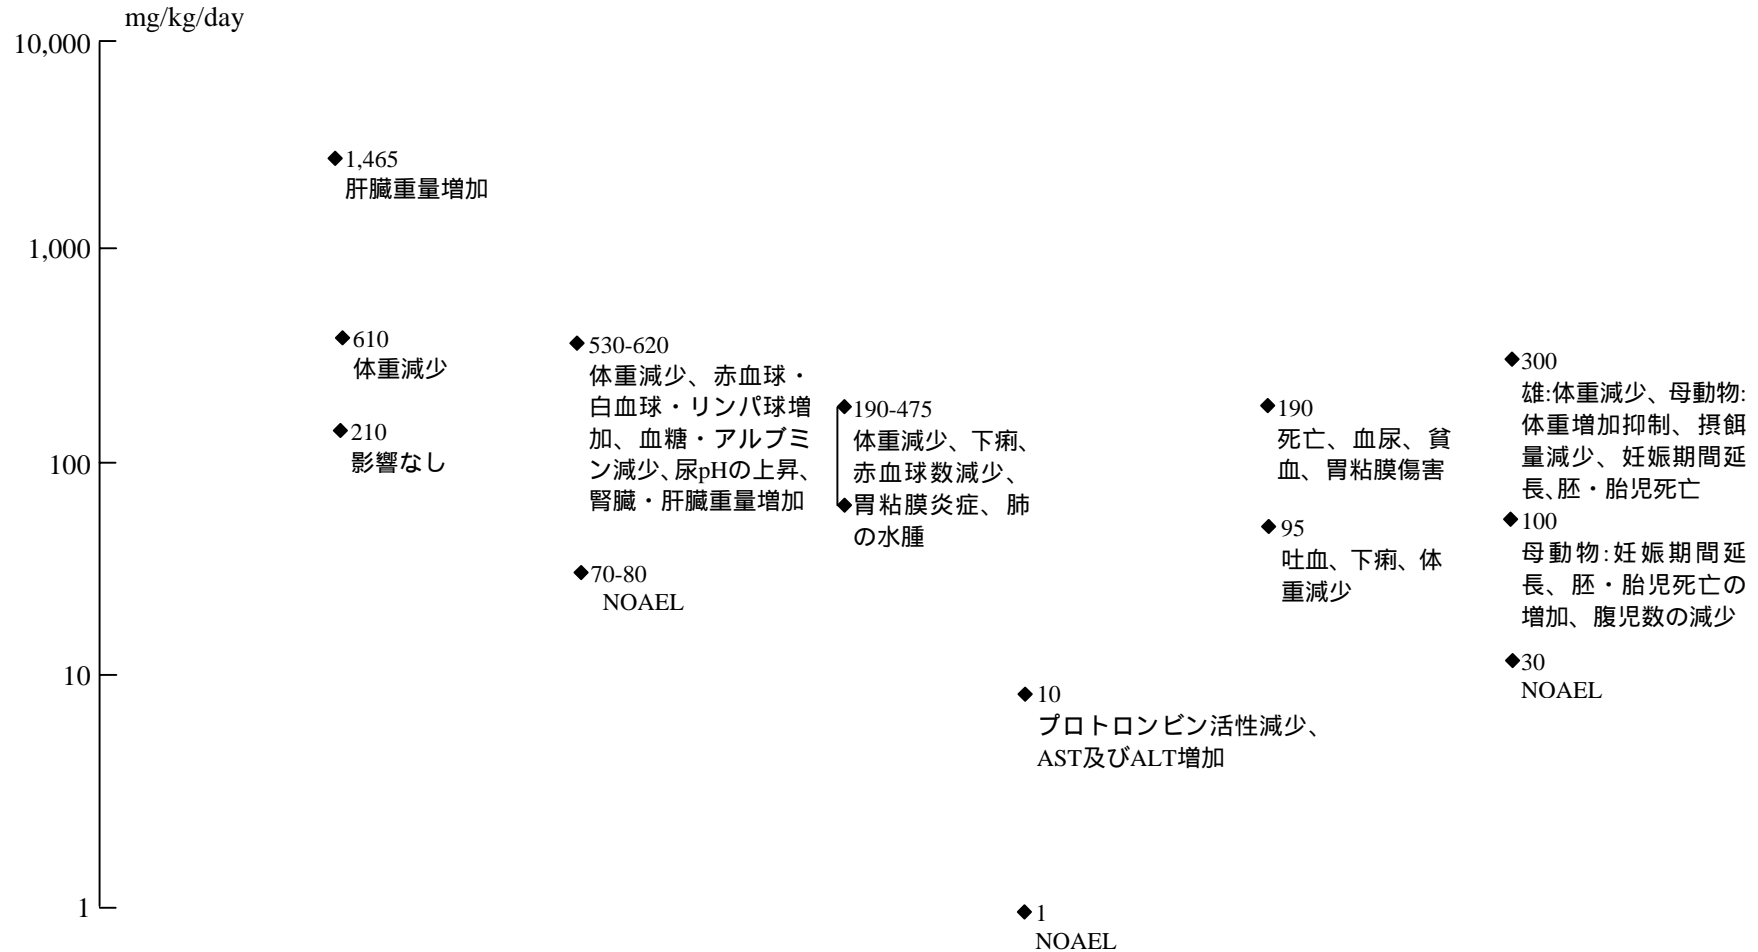 mg/kg/day
10,000
1,000
100
10
1
1,465
肝臓重量増加
610
体重減少
210
影響なし
530-620
体重減少、赤血球・
白血球・リンパ球増
加、血糖・アルブミ
ン減少、尿pHの上昇、
腎臓・肝臓重量増加
70-80
NOAEL
190-475
体重減少、下痢、
赤血球数減少、
胃粘膜炎症、肺
の水腫
10
プロトロンビン活性減少、
AST及びALT増加
1
NOAEL
190
死亡、血尿、貧
血、胃粘膜傷害
95
吐血、下痢、体
重減少
300
雄:体重減少、母動物:
体重増加抑制、摂餌
量減少、妊娠期間延
長、胚・胎児死亡
100
母動物:妊娠期間延
長、胚・胎児死亡の
増加、腹児数の減少
30
NOAEL